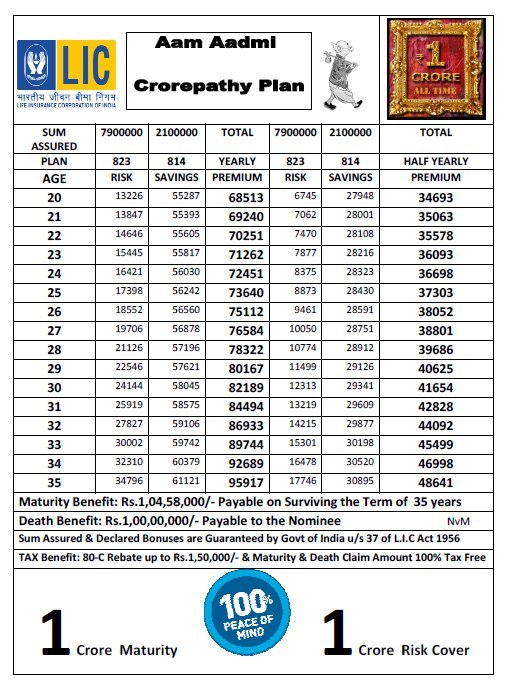 LIC
भारतीय जीवन बीमा निगम
LIFE INSURANCE CORPORATION OF INDIA
Aam Aadmi
Crorepathy Plan
₹1
CRORE
ALL TIME
SUM ASSURED 7900000 2100000 TOTAL 7900000 2100000 TOTAL
PLAN 823 814 YEARLY 823 814 HALF YEARLY
AGE RISK SAVINGS PREMIUM RISK SAVINGS PREMIUM
20 13226 55287 68513 6745 27948 34693
21 13847 55393 69240 7062 28001 35063
22 14646 55605 70251 7470 28108 35578
23 15445 55817 71262 7877 28216 36093
24 16421 56030 72451 8375 28323 36698
25 17398 56242 73640 8873 28430 37303
26 18552 56560 75112 9461 28591 38052
27 19706 56878 76584 10050 28751 38801
28 21126 57196 78322 10774 28912 39686
29 22546 57621 80167 11499 29126 40625
30 24144 58045 82189 12313 29341 41654
31 25919 58575 84494 13219 29609 42828
32 27827 59106 86933 14215 29877 44092
33 30002 59742 89744 15301 30198 45499
34 32310 60379 92689 16478 30520 46998
35 34796 61121 95917 17746 30895 48641
Maturity Benefit: Rs.1,04,58,000/- Payable on Surviving the Term of 35 years
Death Benefit: Rs.1,00,00,000/- Payable to the Nominee NvM
Sum Assured & Declared Bonuses are Guaranteed by Govt of India u/s 37 of L.I.C Act 1956
TAX Benefit: 80-C Rebate up to Rs.1,50,000/- & Maturity & Death Claim Amount 100% Tax Free
1 Crore Maturity
100%
PEACE OF
MIND
1 Crore Risk Cover